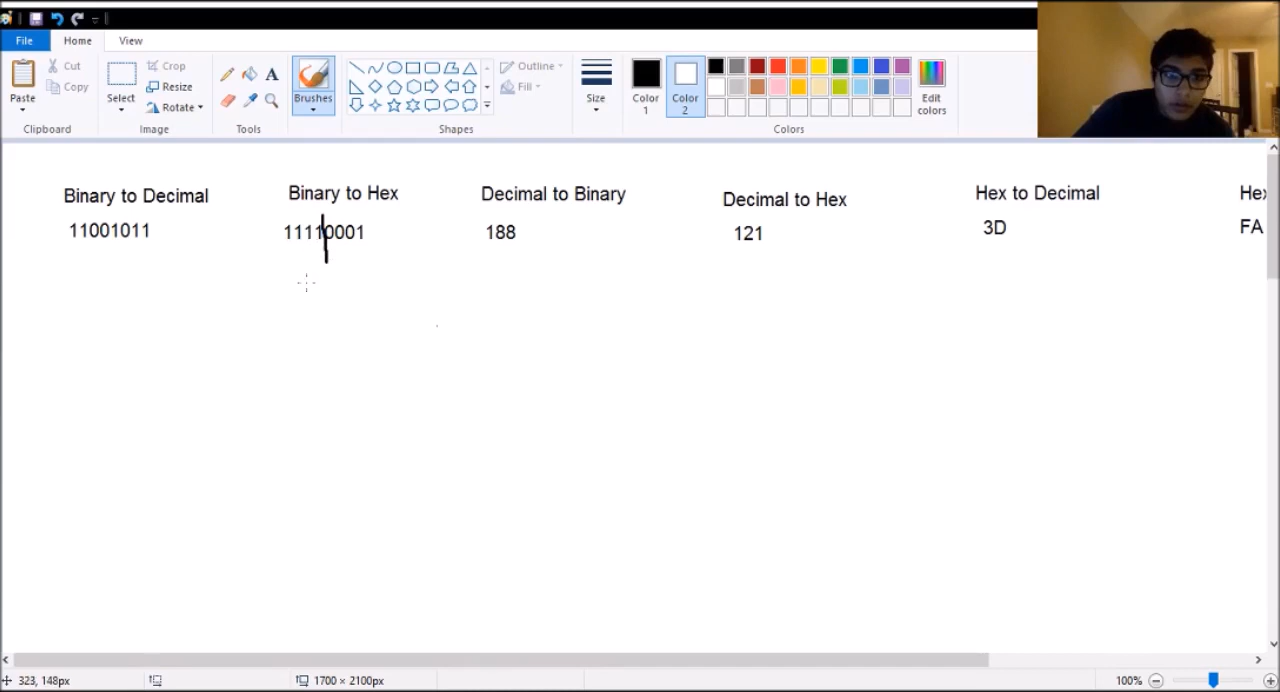 File Home View
Paste
Cut
Copy
Clipboard
Select
Crop
Resize
Rotate
Image
A
Tools
Brushes
Outline
Fill
Shapes
Size
Color 1
Color 2
Edit colors
Colors
Binary to Decimal
11001011
Binary to Hex
11110001
Decimal to Binary
188
Decimal to Hex
121
Hex to Decimal
3D
Hex
FA
323, 148px
1700 × 2100px
100%